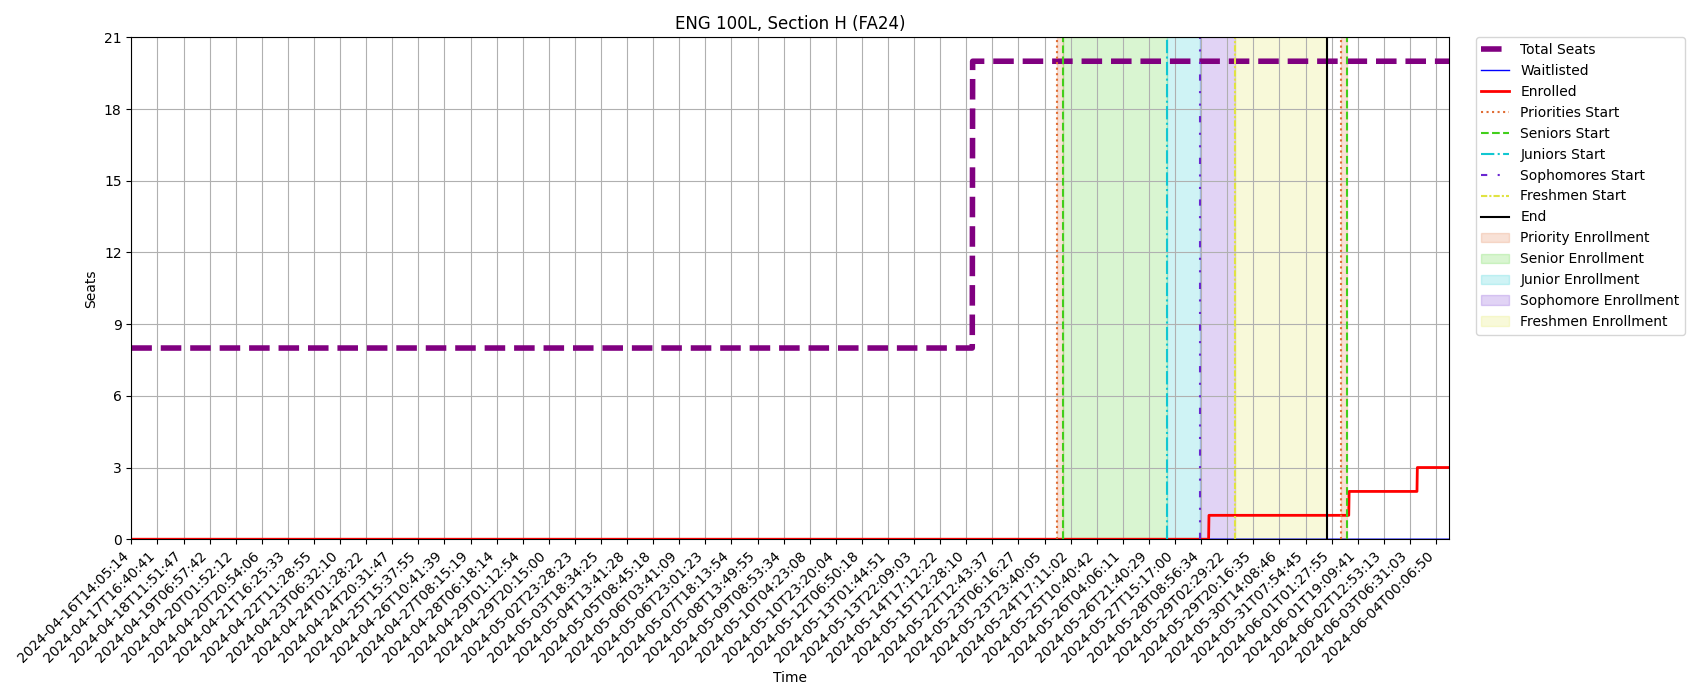 ENG 100L, Section H (FA24)
Seats
21
18
15
12
9
6
3
0
2024-04-16T14:05:14
2024-04-17T16:40:41
2024-04-18T11:51:47
2024-04-19T06:57:42
2024-04-20T01:52:12
2024-04-20T20:54:06
2024-04-21T16:25:33
2024-04-22T11:28:55
2024-04-23T06:32:10
2024-04-24T01:28:22
2024-04-24T20:31:47
2024-04-25T15:37:55
2024-04-26T10:41:39
2024-04-27T08:15:19
2024-04-28T06:18:14
2024-04-29T01:12:54
2024-04-29T20:15:00
2024-05-02T23:28:23
2024-05-03T18:34:25
2024-05-04T13:41:28
2024-05-05T08:45:18
2024-05-06T03:41:09
2024-05-06T23:01:23
2024-05-07T18:13:54
2024-05-08T13:49:55
2024-05-09T08:53:34
2024-05-10T04:23:08
2024-05-10T23:20:04
2024-05-12T06:50:18
2024-05-13T01:44:51
2024-05-13T22:09:03
2024-05-14T17:12:22
2024-05-15T12:28:10
2024-05-22T12:43:37
2024-05-23T06:16:27
2024-05-23T23:40:05
2024-05-24T17:11:02
2024-05-25T10:40:42
2024-05-26T04:06:11
2024-05-26T21:40:29
2024-05-27T15:17:00
2024-05-28T08:56:34
2024-05-29T02:29:22
2024-05-29T20:16:35
2024-05-30T14:08:46
2024-05-31T07:54:45
2024-06-01T01:27:55
2024-06-01T19:09:41
2024-06-02T12:53:13
2024-06-03T06:31:03
2024-06-04T00:06:50
Time
Total Seats
Waitlisted
Enrolled
Priorities Start
Seniors Start
Juniors Start
Sophomores Start
Freshmen Start
End
Priority Enrollment
Senior Enrollment
Junior Enrollment
Sophomore Enrollment
Freshmen Enrollment